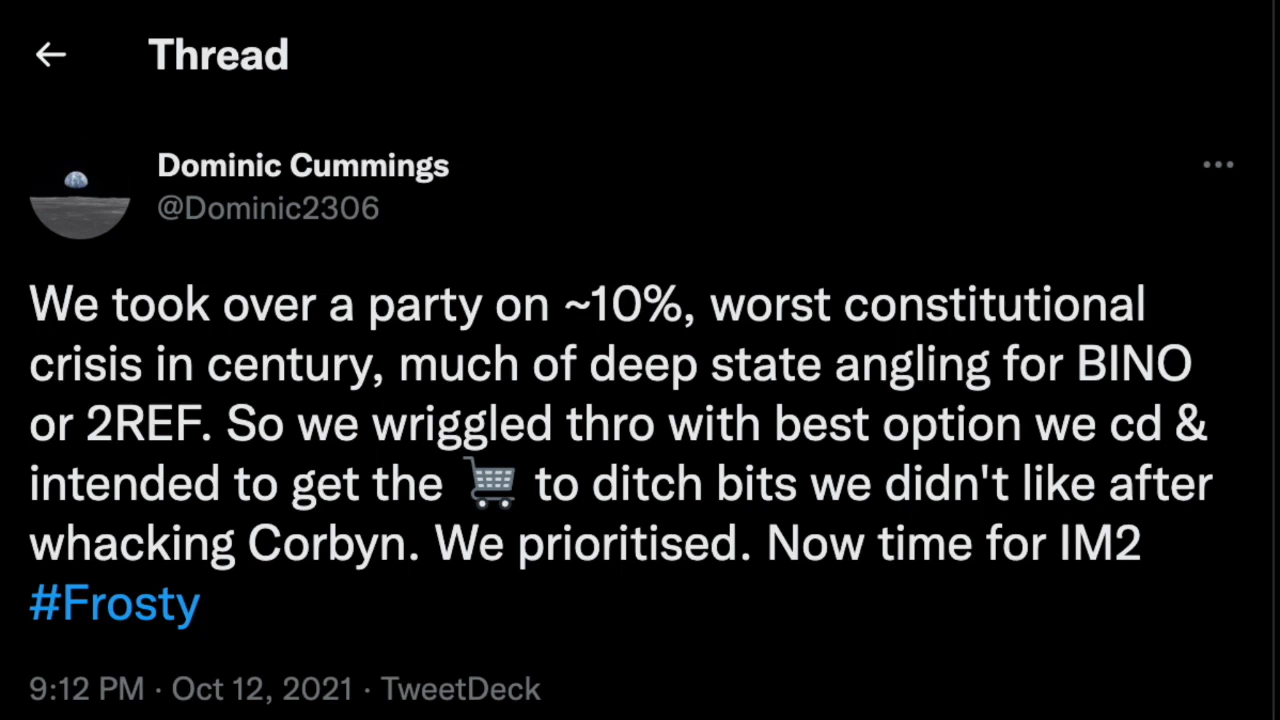 Thread
Dominic Cummings
@Dominic2306
We took over a party on ~10%, worst constitutional
crisis in century, much of deep state angling for BINO
or 2REF. So we wriggled thro with best option we cd &
intended to get the 🛒 to ditch bits we didn't like after
whacking Corbyn. We prioritised. Now time for IM2
#Frosty
9:12 PM · Oct 12, 2021 · TweetDeck